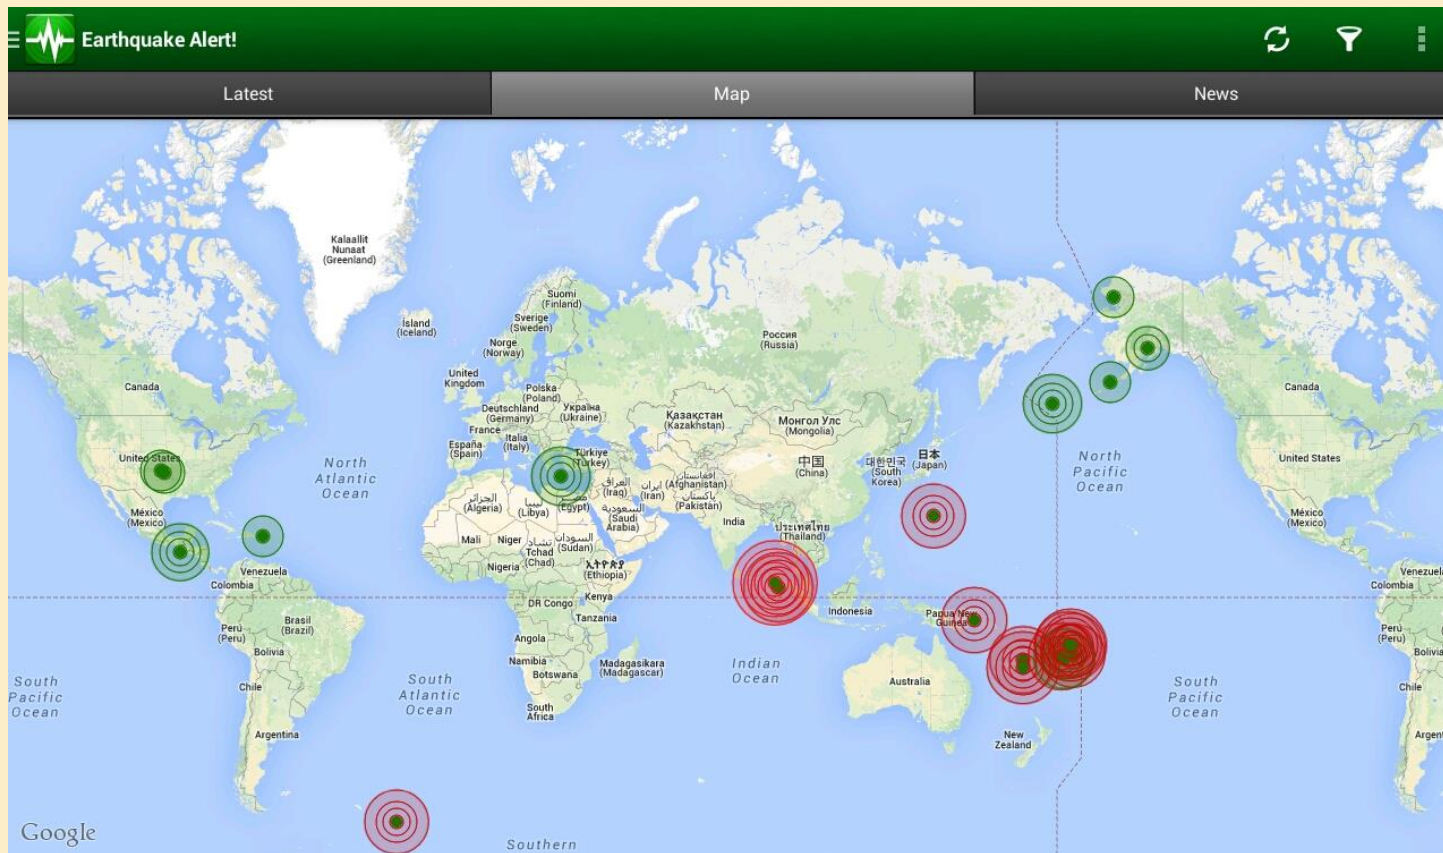 Earthquake Alert!
Latest
Map
News
Kalaallit
Nunaat
(Greenland)
Ísland
(Iceland)
Suomi
(Finland)
Sverige
(Sweden)
Norge
(Norway)
Россия
(Russia)
Canada
United
Kingdom
Polska
(Poland)
Deutschland
(Germany)
Україна
(Ukraine)
France
Italia
(Italy)
España
(Spain)
Türkiye
(Turkey)
Қазақстан
(Kazakhstan)
Монгол Улс
(Mongolia)
中国
(China)
대한민국
(South
Korea)
日本
(Japan)
North
Pacific
Ocean
Canada
United States
México
(Mexico)
United States
North
Atlantic
Ocean
México
(Mexico)
الجزائر
(Algeria)
ليبيا
(Libya)
مصر
(Egypt)
العراق
(Iraq)
ایران
(Iran)
افغانستان
(Afghanistan)
پاکستان
(Pakistan)
السعودية
(Saudi
Arabia)
India
ประเทศไทย
(Thailand)
Mali
Niger
تشاد
Tchad
(Chad)
السودان
(Sudan)
Nigeria
ኢትዮጵያ
(Ethiopia)
Venezuela
Colombia
DR Congo
Kenya
Tanzania
Indonesia
Papua New
Guinea
Venezuela
Colombia
Perú
(Peru)
Brasil
(Brazil)
Bolivia
Angola
Namibia
Botswana
Madagasikara
(Madagascar)
Indian
Ocean
Australia
South
Pacific
Ocean
Perú
(Peru)
Bolivia
South
Pacific
Ocean
Chile
South
Atlantic
Ocean
South
Africa
Chile
Argentina
New
Zealand
Argent
Google
Southern